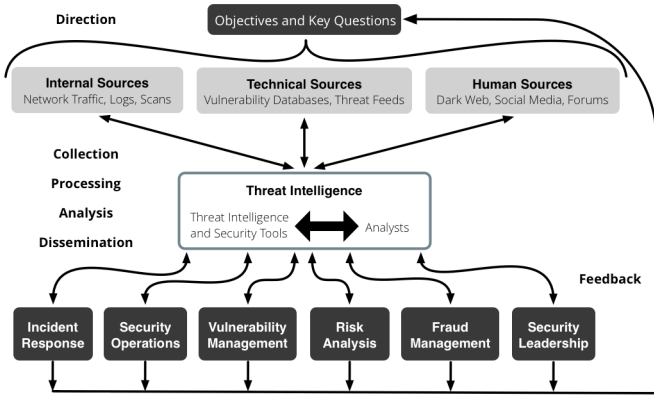 Direction
Objectives and Key Questions
Internal Sources
Network Traffic, Logs, Scans
Technical Sources
Vulnerability Databases, Threat Feeds
Human Sources
Dark Web, Social Media, Forums
Collection
Processing
Analysis
Dissemination
Threat Intelligence
Threat Intelligence
and Security Tools
Analysts
Feedback
Incident
Response
Security
Operations
Vulnerability
Management
Risk
Analysis
Fraud
Management
Security
Leadership